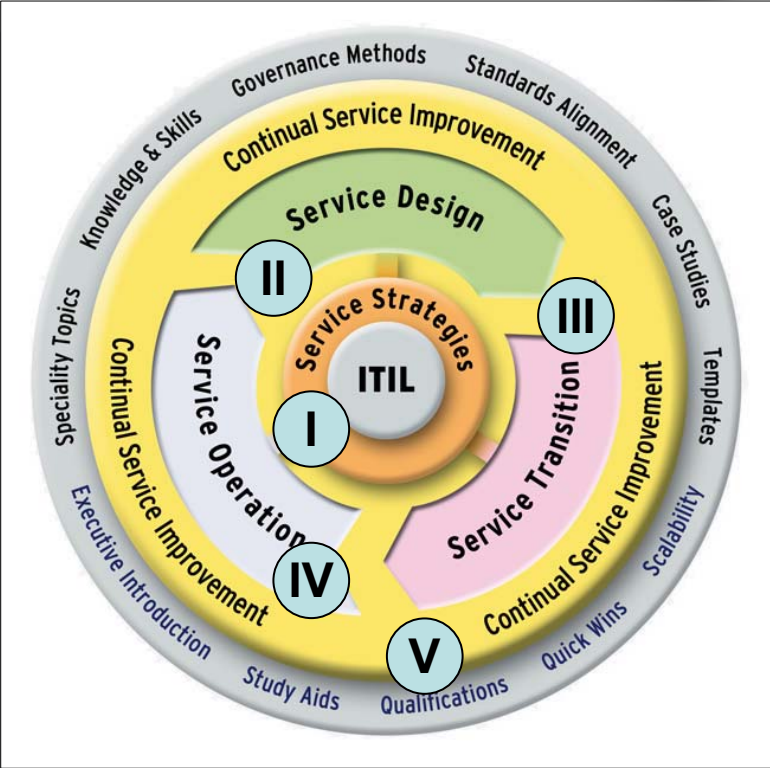 Governance Methods
Standards Alignment
Knowledge & Skills
Case Studies
Speciality Topics
Templates
Executive Introduction
Scalability
Study Aids
Quick Wins
Qualifications
Continual Service Improvement
Continual Service Improvement
Continual Service Improvement
Service Design
Service Operation
Service Transition
Service Strategies
ITIL
I
II
III
IV
V